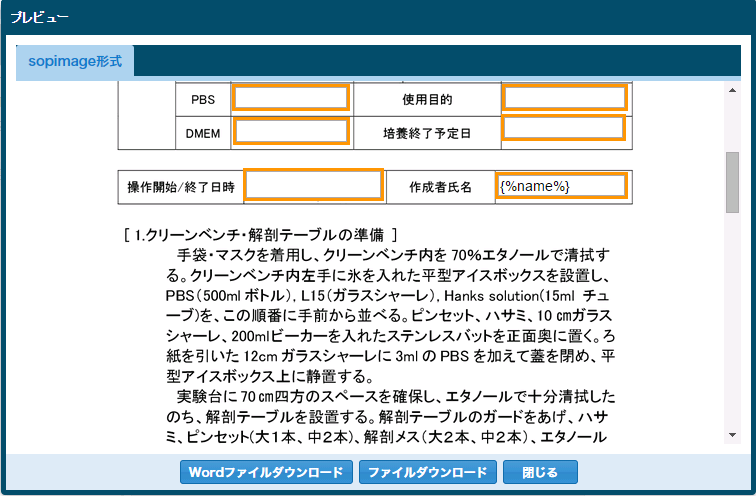 プレビュー
sopimage形式
PBS 使用目的
DMEM 培養終了予定日
操作開始/終了日時 作成者氏名 {%name%}
[ 1.クリーンベンチ・解剖テーブルの準備 ]
手袋・マスクを着用し、クリーンベンチ内を 70%エタノールで清拭す
る。クリーンベンチ内左手に氷を入れた平型アイスボックスを設置し、
PBS(500ml ボトル), L15(ガラスシャーレ), Hanks solution(15ml チュ
ーブ)を、この順番に手前から並べる。ピンセット、ハサミ、10 ㎝ガラス
シャーレ、200mlビーカーを入れたステンレスバットを正面奥に置く。ろ
紙を引いた 12cm ガラスシャーレに 3ml の PBS を加えて蓋を閉め、平
型アイスボックス上に静置する。
実験台に 70 ㎝四方のスペースを確保し、エタノールで十分清拭した
のち、解剖テーブルを設置する。解剖テーブルのガードをあげ、ハサ
ミ、ピンセット(大1本、中2本)、解剖メス(大2本、中2本)、エタノール
Wordファイルダウンロード ファイルダウンロード 閉じる